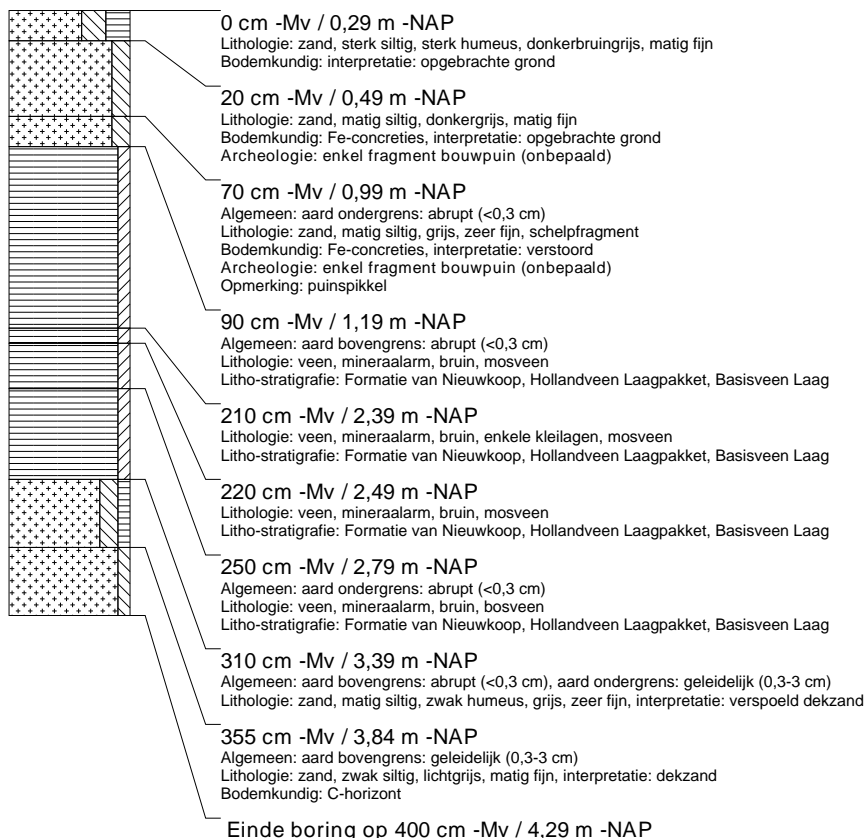 0 cm -Mv / 0,29 m -NAP
Lithologie: zand, sterk siltig, sterk humeus, donkerbruingrijs, matig fijn
Bodemkundig: interpretatie: opgebrachte grond
20 cm -Mv / 0,49 m -NAP
Lithologie: zand, matig siltig, donkergrijs, matig fijn
Bodemkundig: Fe-concreties, interpretatie: opgebrachte grond
Archeologie: enkel fragment bouwpuin (onbepaald)
70 cm -Mv / 0,99 m -NAP
Algemeen: aard ondergrens: abrupt (<0,3 cm)
Lithologie: zand, matig siltig, grijs, zeer fijn, schelpfragment
Bodemkundig: Fe-concreties, interpretatie: verstoord
Archeologie: enkel fragment bouwpuin (onbepaald)
Opmerking: puinspikkel
90 cm -Mv / 1,19 m -NAP
Algemeen: aard bovengrens: abrupt (<0,3 cm)
Lithologie: veen, mineraalarm, bruin, mosveen
Litho-stratigrafie: Formatie van Nieuwkoop, Hollandveen Laagpakket, Basisveen Laag
210 cm -Mv / 2,39 m -NAP
Lithologie: veen, mineraalarm, bruin, enkele kleilagen, mosveen
Litho-stratigrafie: Formatie van Nieuwkoop, Hollandveen Laagpakket, Basisveen Laag
220 cm -Mv / 2,49 m -NAP
Lithologie: veen, mineraalarm, bruin, mosveen
Litho-stratigrafie: Formatie van Nieuwkoop, Hollandveen Laagpakket, Basisveen Laag
250 cm -Mv / 2,79 m -NAP
Algemeen: aard ondergrens: abrupt (<0,3 cm)
Lithologie: veen, mineraalarm, bruin, bosveen
Litho-stratigrafie: Formatie van Nieuwkoop, Hollandveen Laagpakket, Basisveen Laag
310 cm -Mv / 3,39 m -NAP
Algemeen: aard bovengrens: abrupt (<0,3 cm), aard ondergrens: geleidelijk (0,3-3 cm)
Lithologie: zand, matig siltig, zwak humeus, grijs, zeer fijn, interpretatie: verspoeld dekzand
355 cm -Mv / 3,84 m -NAP
Algemeen: aard bovengrens: geleidelijk (0,3-3 cm)
Lithologie: zand, zwak siltig, lichtgrijs, matig fijn, interpretatie: dekzand
Bodemkundig: C-horizont
Einde boring op 400 cm -Mv / 4,29 m -NAP